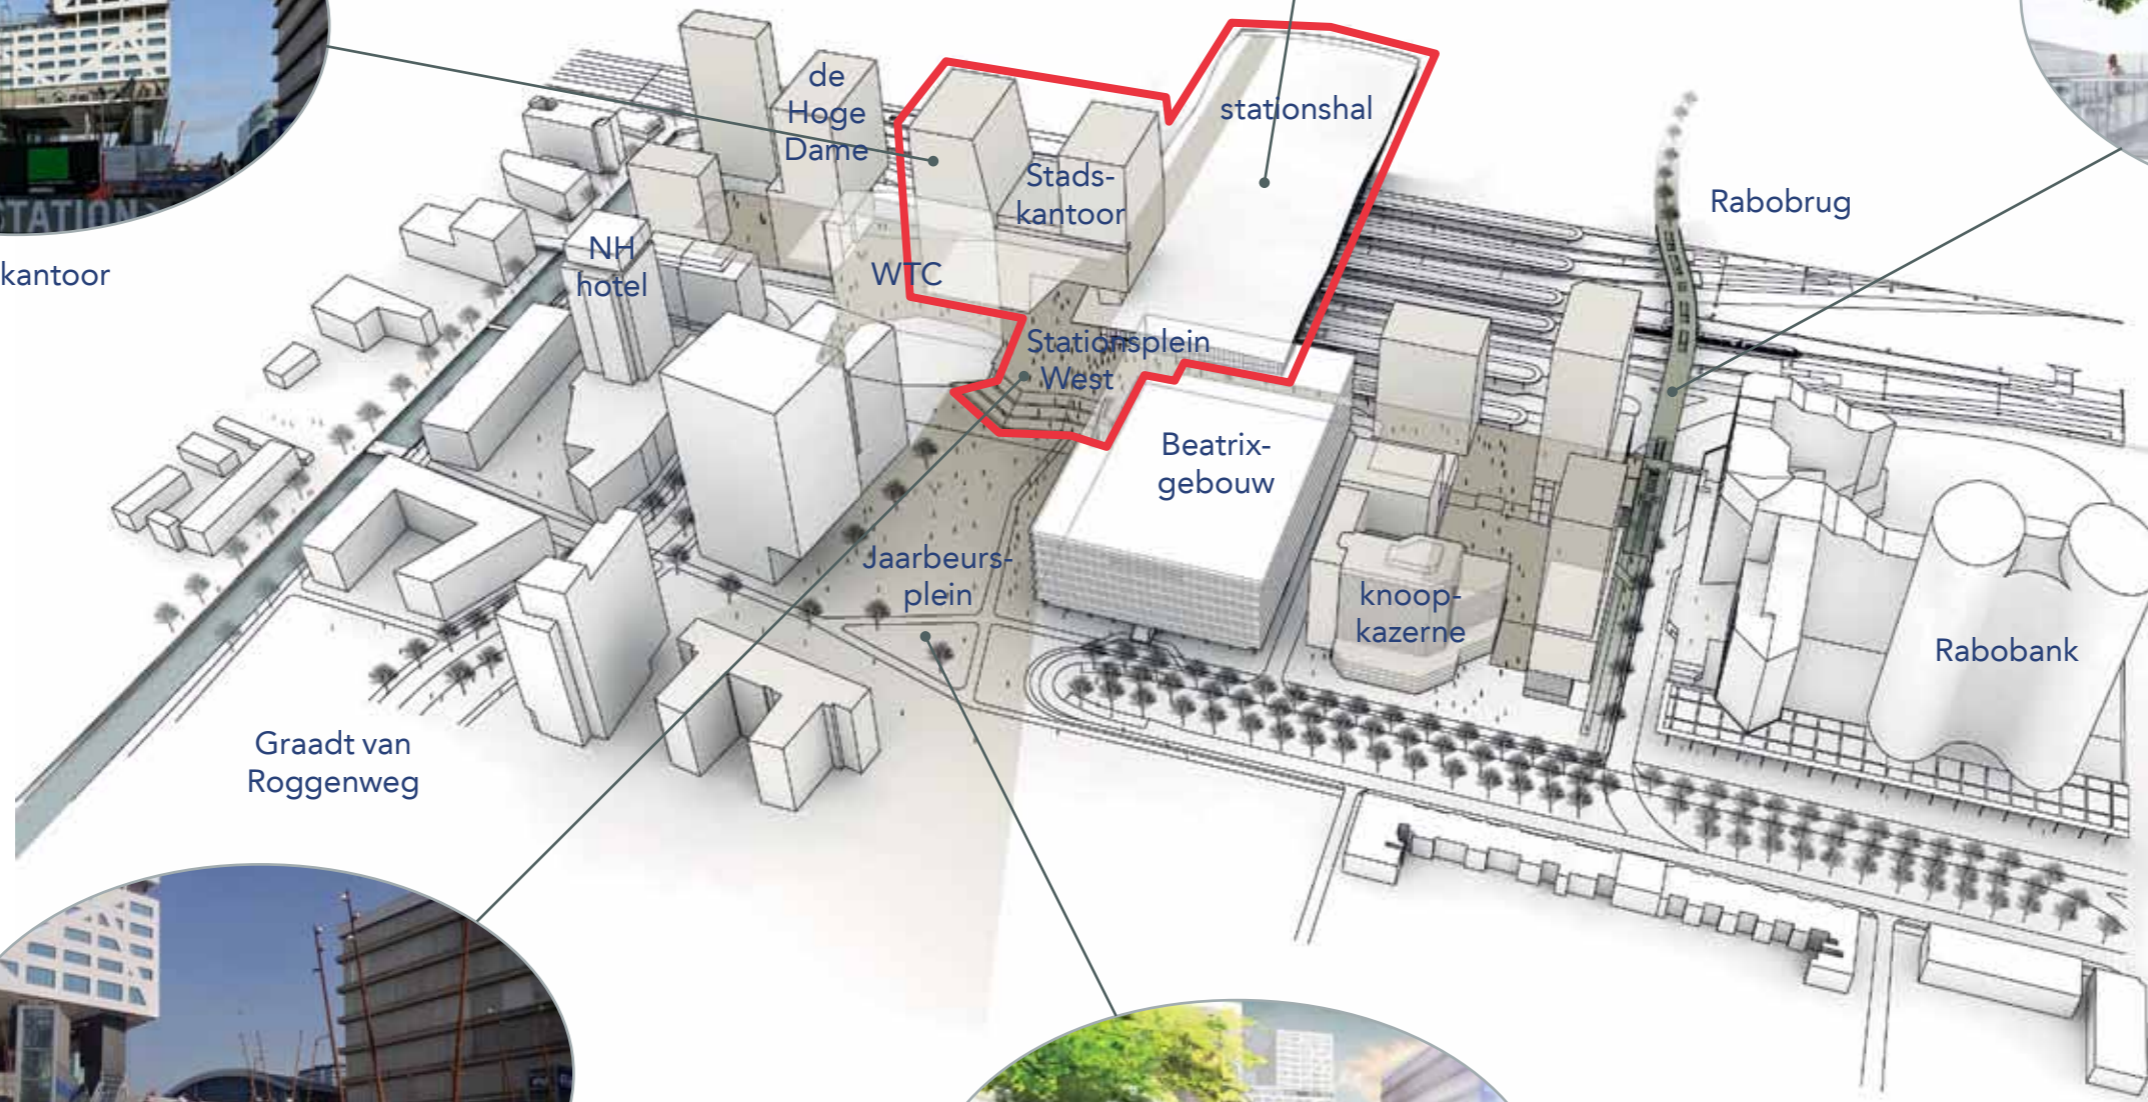 STATION
kantoor
de
Hoge
Dame
Stads-
kantoor
stationshal
Rabobrug
NH
hotel
WTC
Stationsplein
West
Beatrix-
gebouw
Jaarbeurs-
plein
knoop-
kazerne
Rabobank
Graadt van
Roggenweg